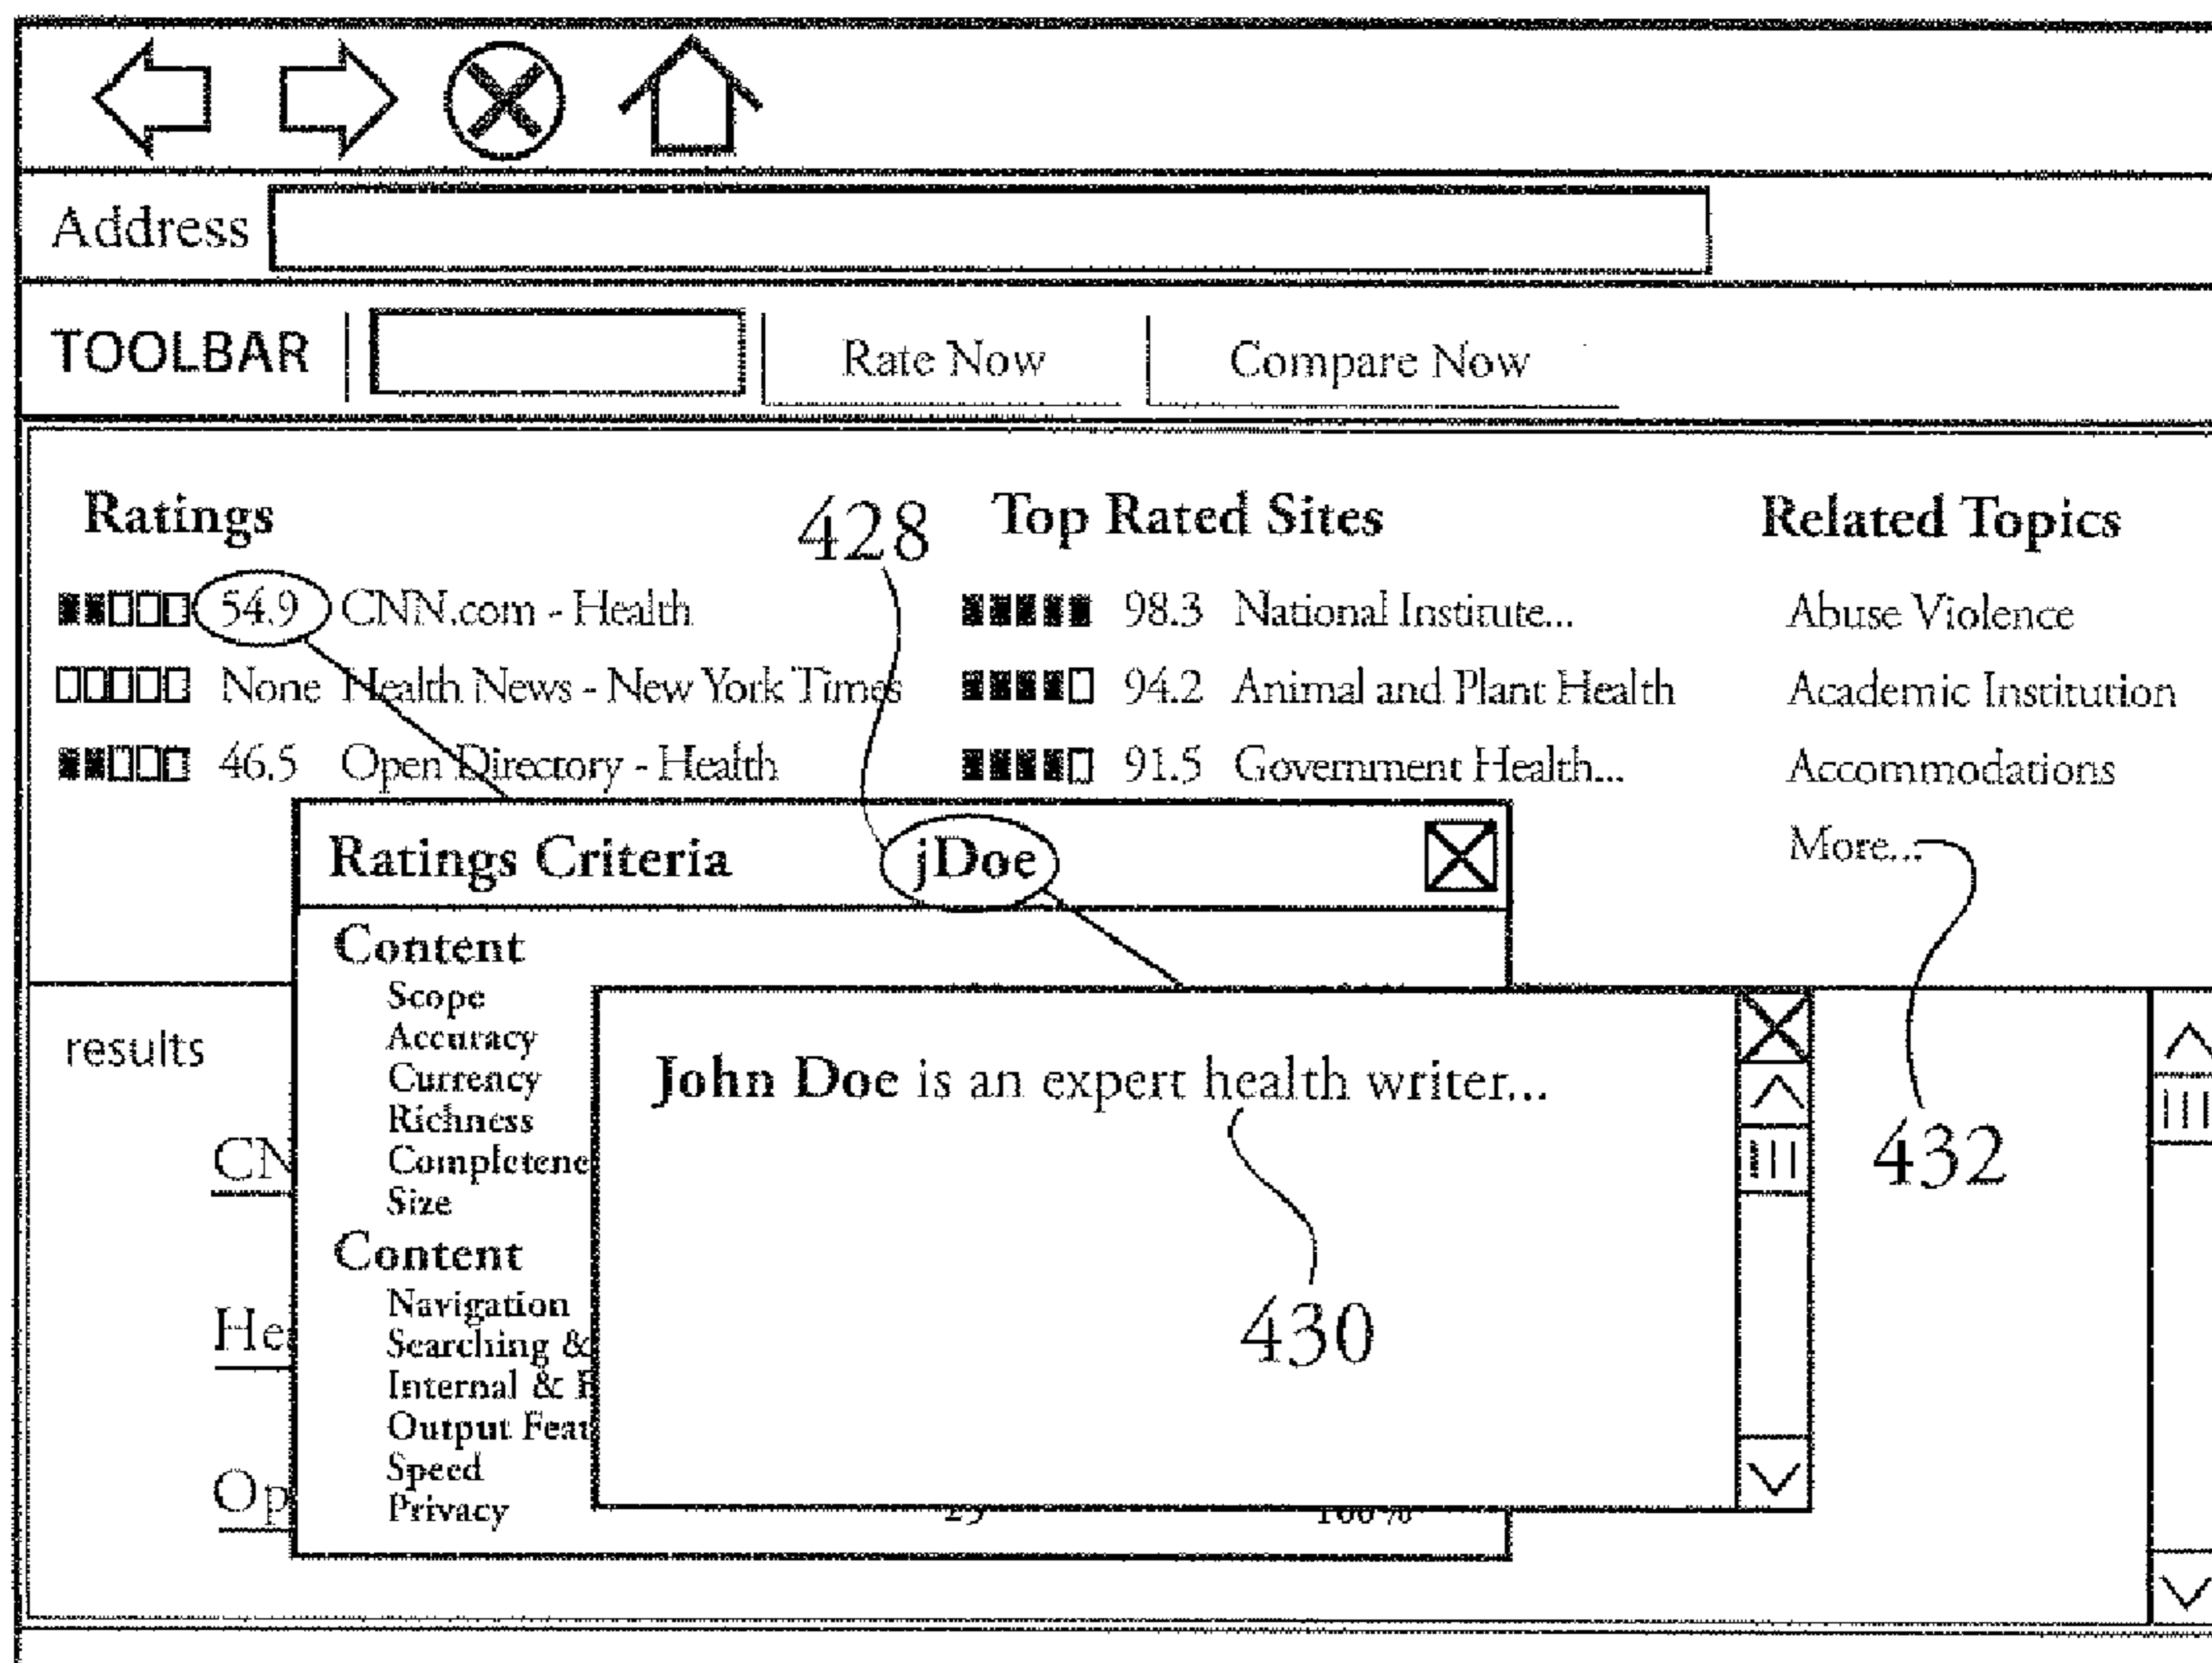 Address
TOOLBAR Rate Now Compare Now
Ratings 428 Top Rated Sites Related Topics
54.9 CNN.com - Health 98.3 National Institute... Abuse Violence
None Health News - New York Times 94.2 Animal and Plant Health Academic Institution
46.5 Open Directory - Health 91.5 Government Health... Accommodations
Ratings Criteria jDoe More...
Content
Scope
results Accuracy
Currency John Doe is an expert health writer...
Richness
CN Completene 432
Size
Content
Navigation
He Searching & 430
Internal &
Output Feat
Speed
Op
Privacy 100%